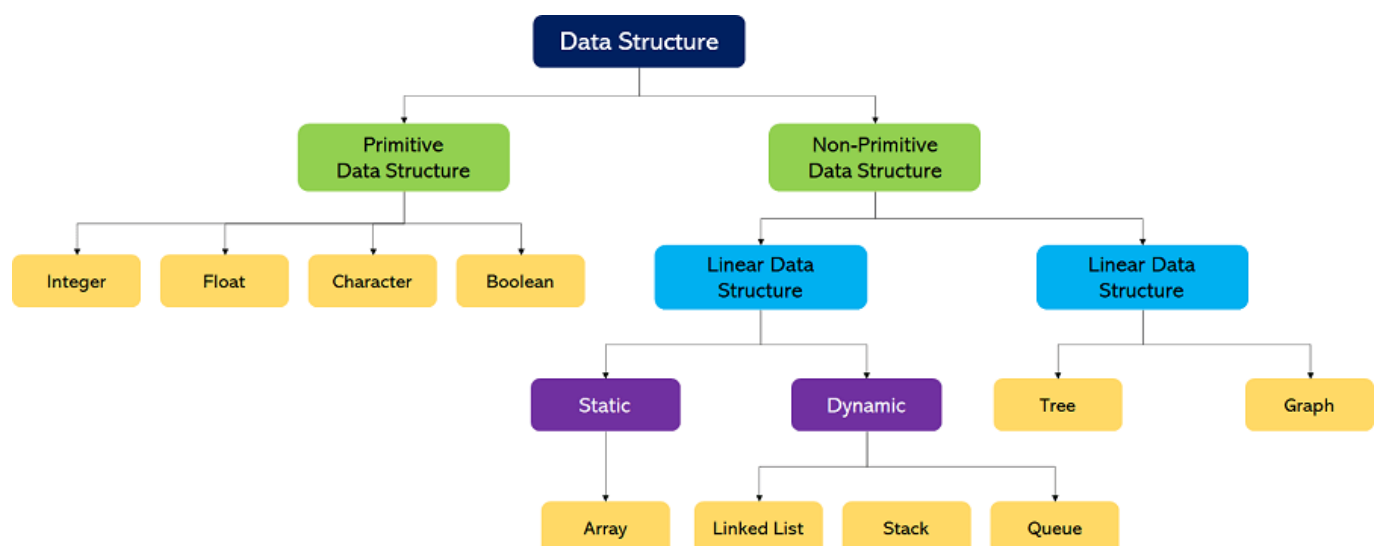 Data Structure
Primitive
Data Structure
Non-Primitive
Data Structure
Integer
Float
Character
Boolean
Linear Data
Structure
Linear Data
Structure
Static
Dynamic
Tree
Graph
Array
Linked List
Stack
Queue